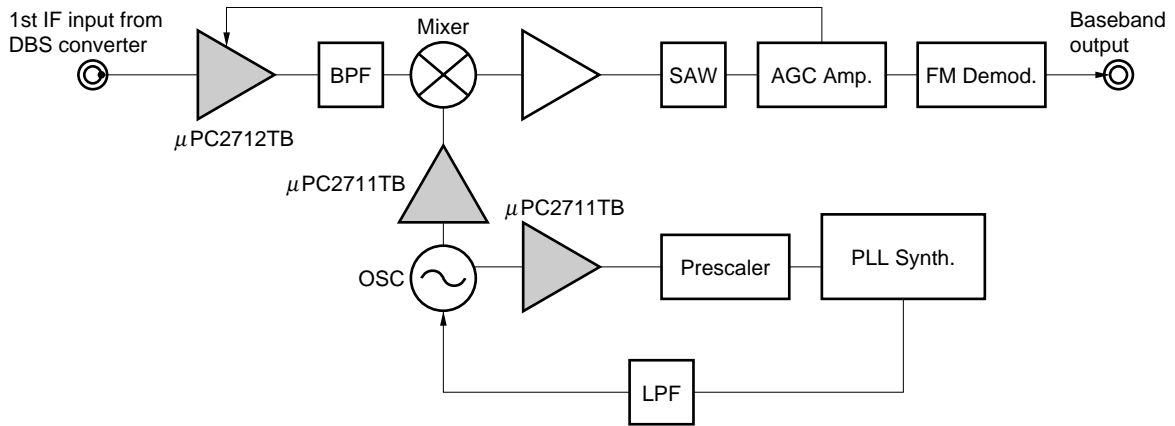 1st IF input from
DBS converter
Mixer
Baseband
output
BPF
SAW
AGC Amp.
FM Demod.
μPC2712TB
μPC2711TB
μPC2711TB
OSC
Prescaler
PLL Synth.
LPF